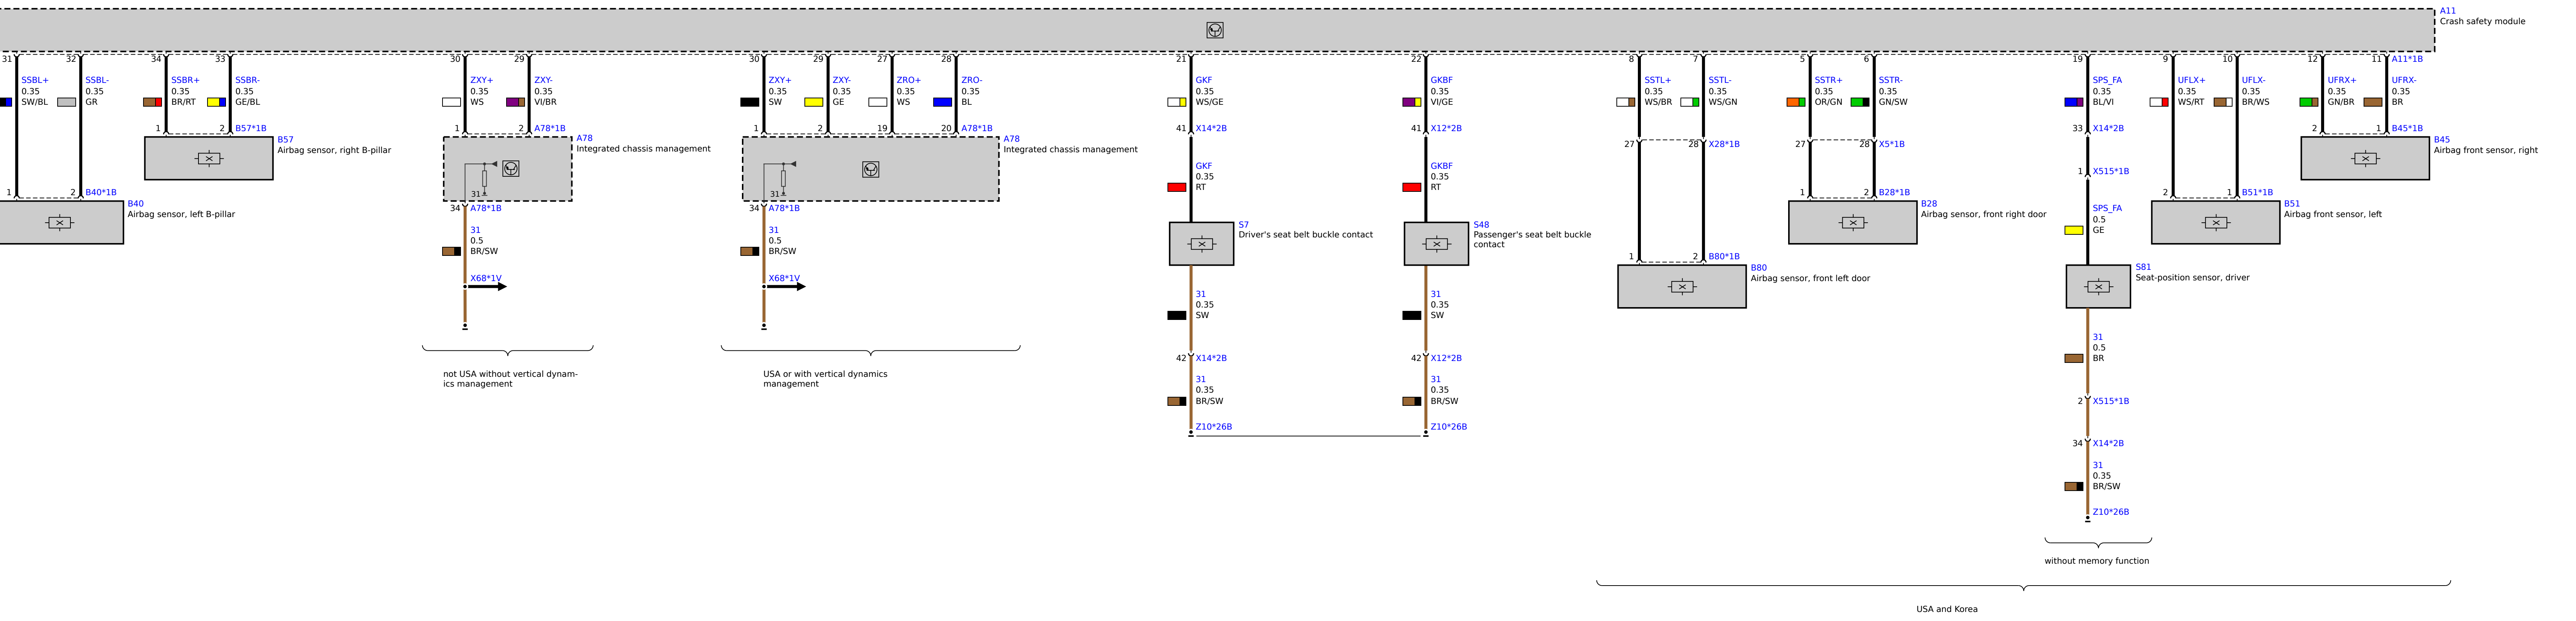 A11
Crash safety module
31
32
34
33
30
29
30
29
27
28
21
22
8
7
5
6
19
9
10
12
11
A11*1B
SSBL+
0.35
SW/BL
SSBL-
0.35
GR
SSBR+
0.35
BR/RT
SSBR-
0.35
GE/BL
ZXY+
0.35
WS
ZXY-
0.35
VI/BR
ZXY+
0.35
SW
ZXY-
0.35
GE
ZRO+
0.35
WS
ZRO-
0.35
BL
GKF
0.35
WS/GE
GKBF
0.35
VI/GE
SSTL+
0.35
WS/BR
SSTL-
0.35
WS/GN
SSTR+
0.35
OR/GN
SSTR-
0.35
GN/SW
SPS_FA
0.35
BL/VI
UFLX+
0.35
WS/RT
UFLX-
0.35
BR/WS
UFRX+
0.35
GN/BR
UFRX-
0.35
BR
1
2
B57*1B
B57
Airbag sensor, right B-pillar
1
2
B40*1B
B40
Airbag sensor, left B-pillar
1
2
A78*1B
A78
Integrated chassis management
31
34
A78*1B
31
0.5
BR/SW
X68*1V
not USA without vertical dynam-
ics management
1
2
19
20
A78*1B
A78
Integrated chassis management
31
34
A78*1B
31
0.5
BR/SW
X68*1V
USA or with vertical dynamics
management
41
X14*2B
GKF
0.35
RT
S7
Driver's seat belt buckle contact
31
0.35
SW
42
X14*2B
31
0.35
BR/SW
Z10*26B
41
X12*2B
GKBF
0.35
RT
S48
Passenger's seat belt buckle
contact
31
0.35
SW
42
X12*2B
31
0.35
BR/SW
Z10*26B
27
28
X28*1B
1
2
B80*1B
B80
Airbag sensor, front left door
27
28
X5*1B
1
2
B28*1B
B28
Airbag sensor, front right door
33
X14*2B
1
X515*1B
SPS_FA
0.5
GE
S81
Seat-position sensor, driver
31
0.5
BR
2
X515*1B
34
X14*2B
31
0.35
BR/SW
Z10*26B
without memory function
2
1
B51*1B
B51
Airbag front sensor, left
2
1
B45*1B
B45
Airbag front sensor, right
USA and Korea